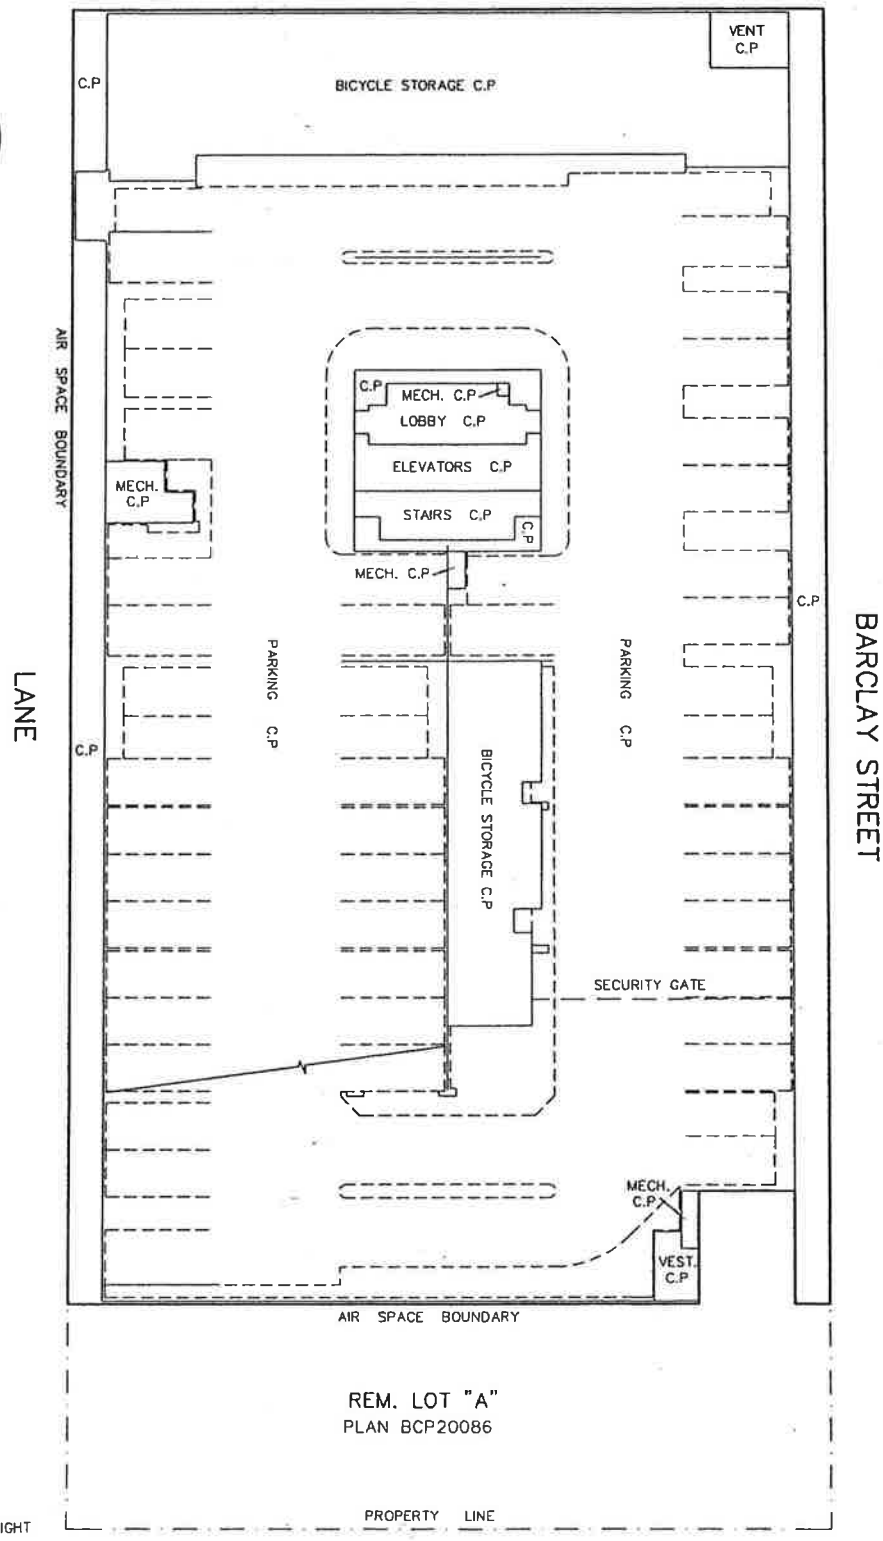 VENT
C.P
C.P
BICYCLE STORAGE C.P
AIR SPACE BOUNDARY
C.P
MECH. C.P
LOBBY C.P
ELEVATORS C.P
MECH.
C.P
STAIRS C.P
C.P
MECH. C.P
C.P
PARKING C.P
PARKING C.P
BARCLAY STREET
LANE
C.P
BICYCLE STORAGE C.P
SECURITY GATE
MECH.
C.P
VEST.
C.P
AIR SPACE BOUNDARY
REM. LOT "A"
PLAN BCP20086
PROPERTY LINE
IGHT